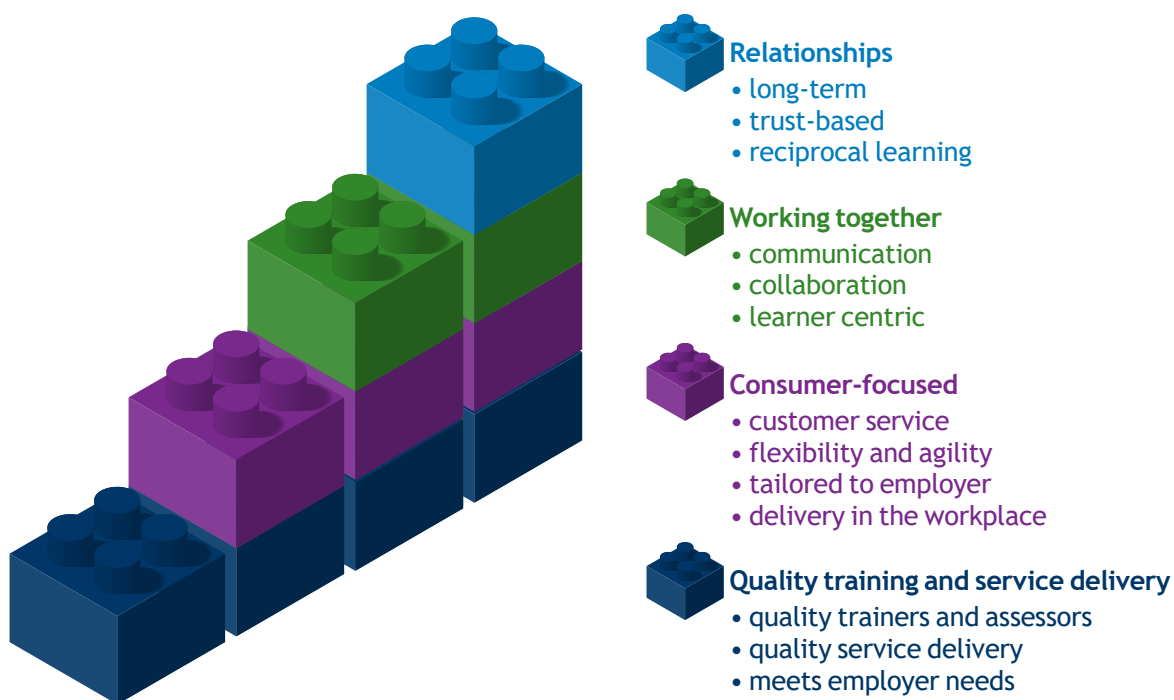 Relationships
• long-term
• trust-based
• reciprocal learning
Working together
• communication
• collaboration
• learner centric
Consumer-focused
• customer service
• flexibility and agility
• tailored to employer
• delivery in the workplace
Quality training and service delivery
• quality trainers and assessors
• quality service delivery
• meets employer needs